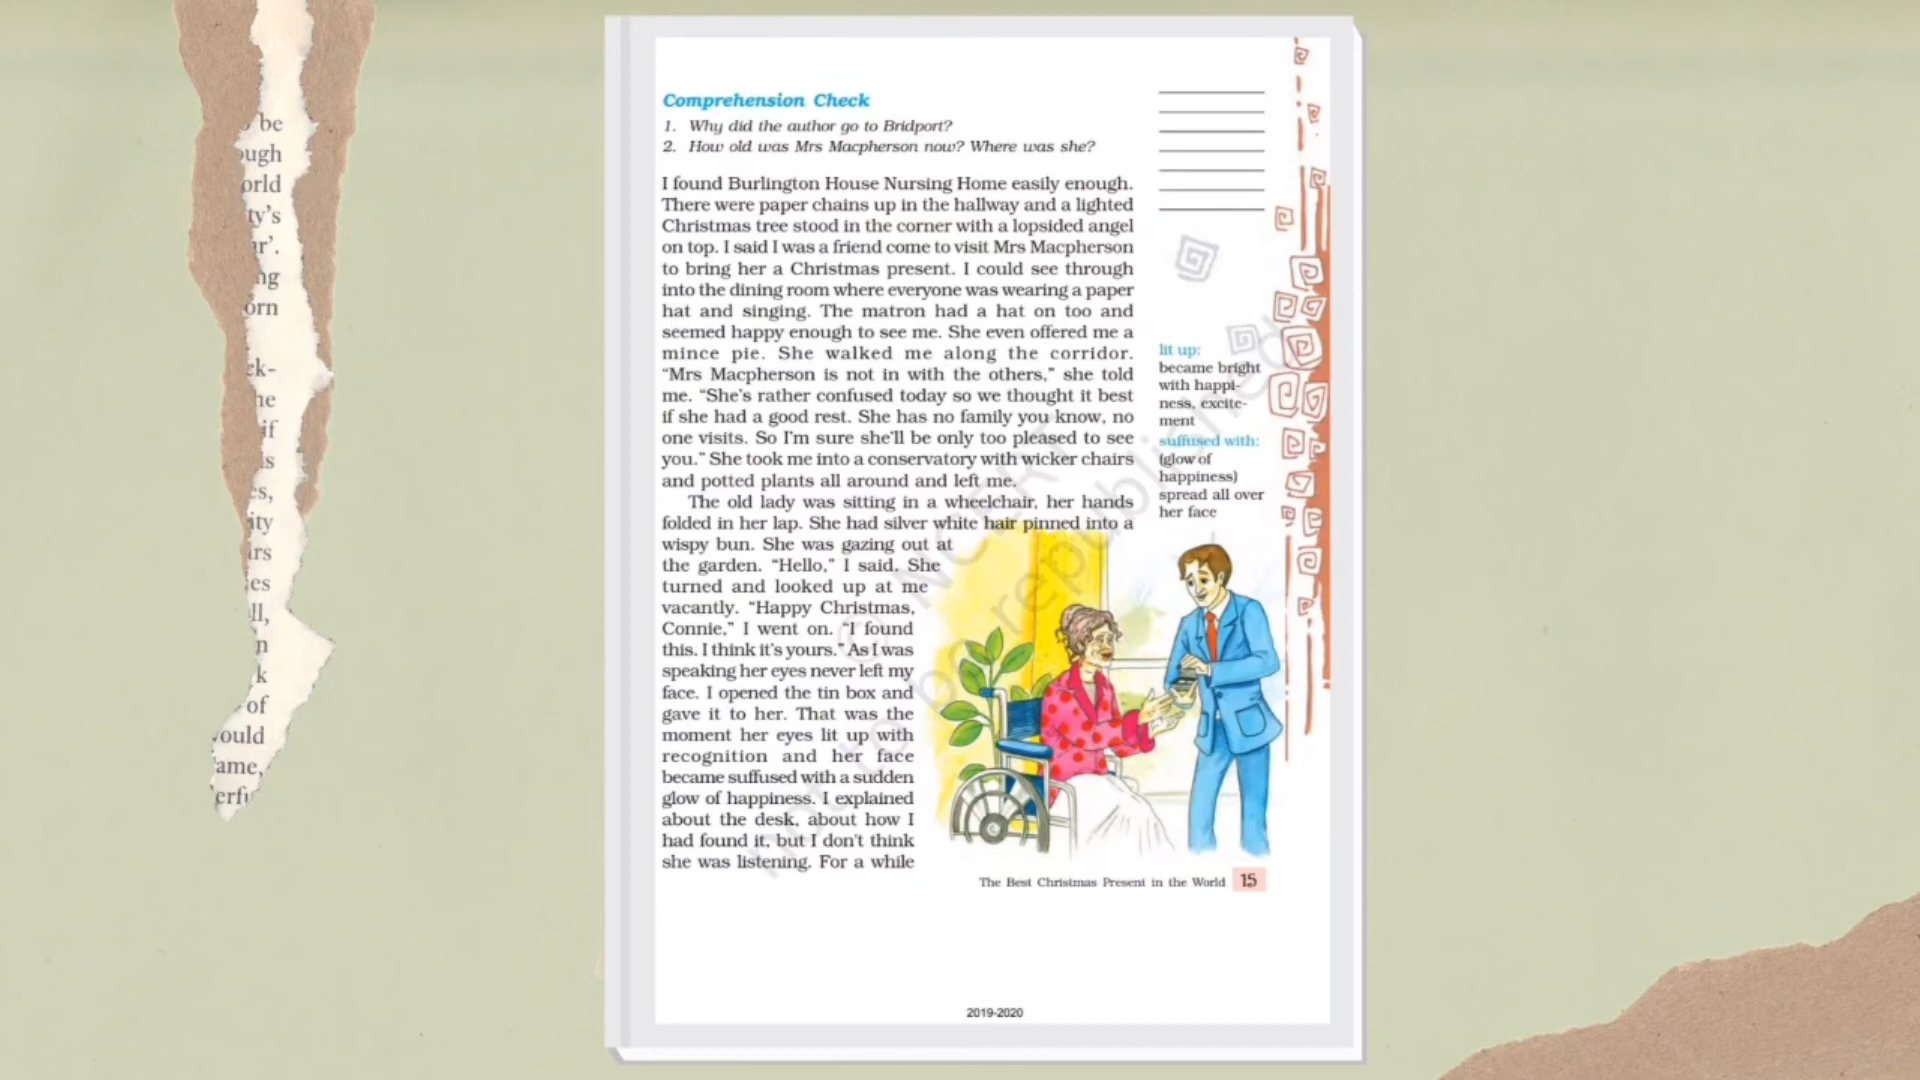 Comprehension Check
1. Why did the author go to Bridport?
2. How old was Mrs Macpherson now? Where was she?
I found Burlington House Nursing Home easily enough.
There were paper chains up in the hallway and a lighted
Christmas tree stood in the corner with a lopsided angel
on top. I said I was a friend come to visit Mrs Macpherson
to bring her a Christmas present. I could see through
into the dining room where everyone was wearing a paper
hat and singing. The matron had a hat on too and
seemed happy enough to see me. She even offered me a
mince pie. She walked me along the corridor.
“Mrs Macpherson is not in with the others,” she told
me. “She’s rather confused today so we thought it best
if she had a good rest. She has no family you know, no
one visits. So I’m sure she’ll be only too pleased to see
you.” She took me into a conservatory with wicker chairs
and potted plants all around and left me.
The old lady was sitting in a wheelchair, her hands
folded in her lap. She had silver white hair pinned into a
wispy bun. She was gazing out at
the garden. “Hello,” I said. She
turned and looked up at me
vacantly. “Happy Christmas,
Connie,” I went on. “I found
this. I think it’s yours.” As I was
speaking her eyes never left my
face. I opened the tin box and
gave it to her. That was the
moment her eyes lit up with
recognition and her face
became suffused with a sudden
glow of happiness. I explained
about the desk, about how I
had found it, but I don’t think
she was listening. For a while
lit up:
became bright
with happi-
ness, excite-
ment
suffused with:
(glow of
happiness)
spread all over
her face
The Best Christmas Present in the World 15
2019-2020
© NCERT
not to be republished
be
ough
orld
ty’s
ar’.
ng
orn
ck-
he
if
ls
es,
ity
ars
ies
ll,
n
k
of
vould
ame,
erfu